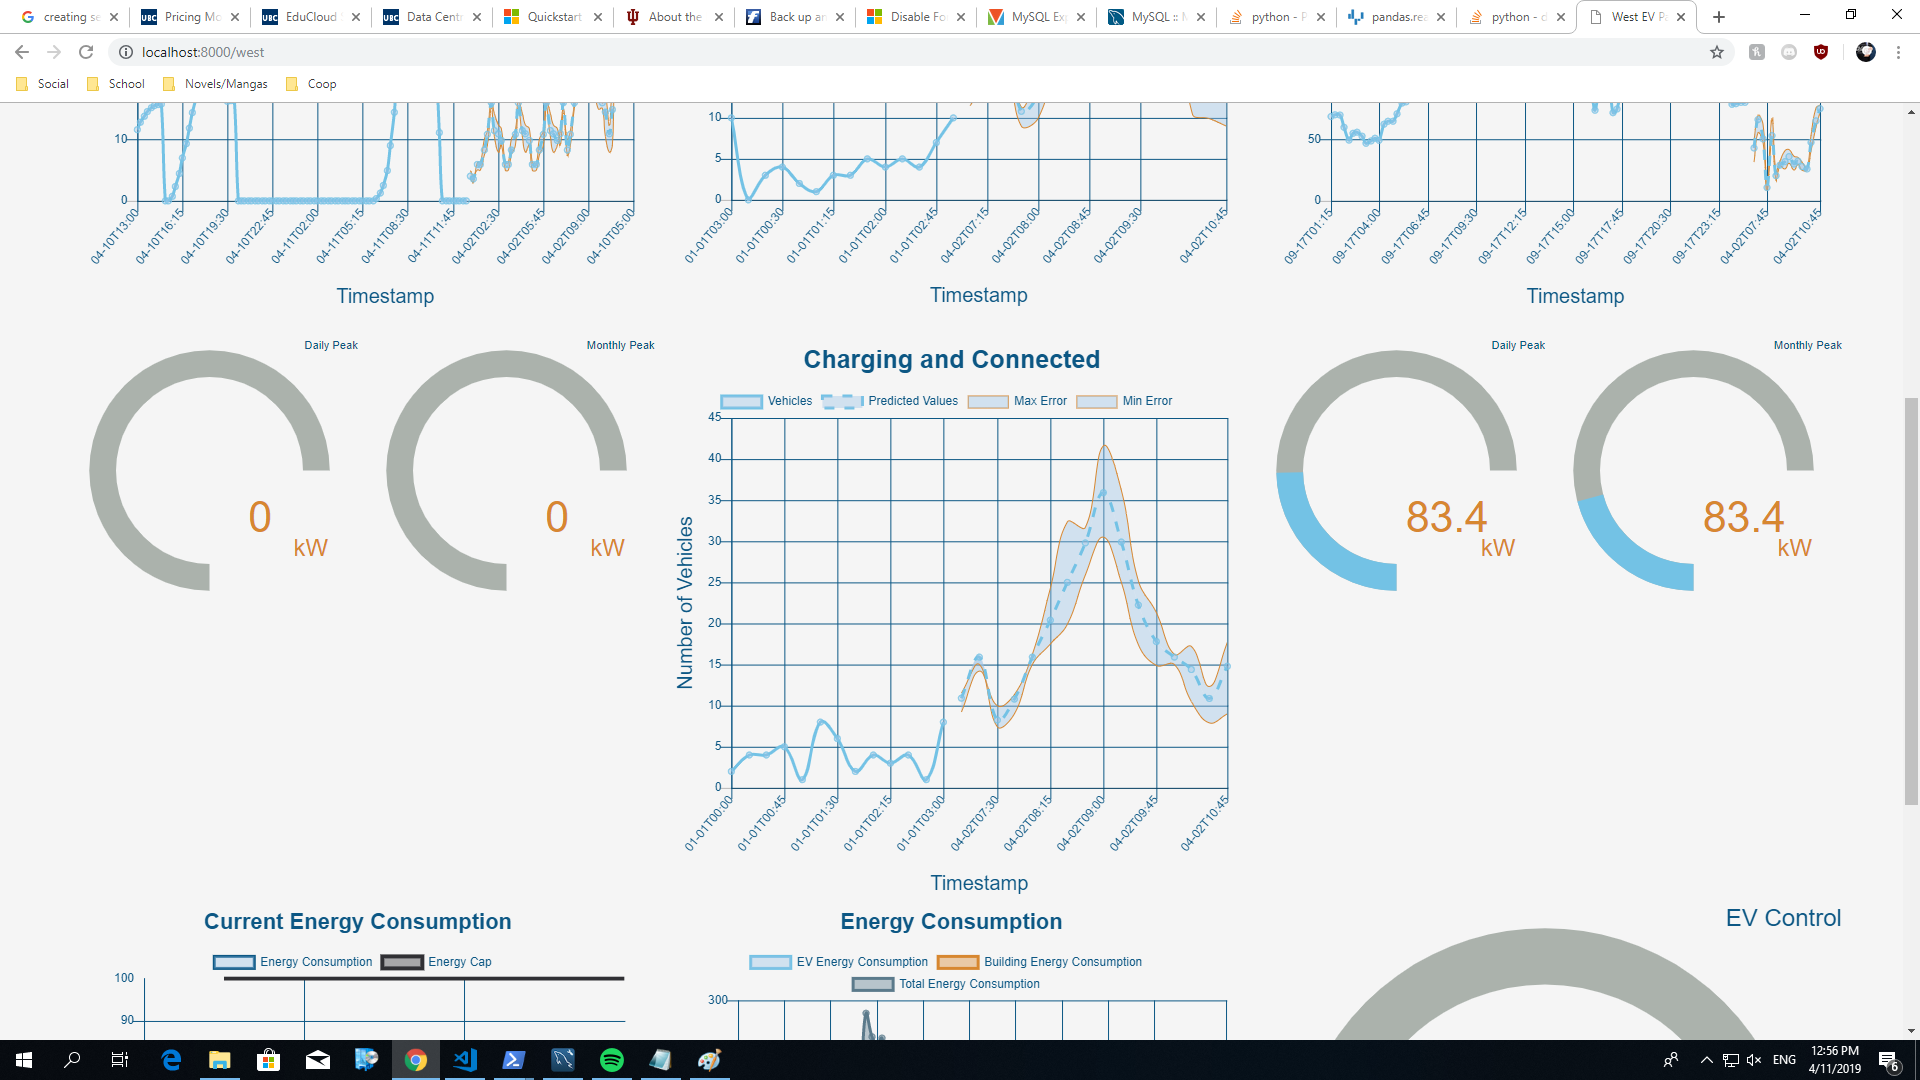 creating se
Pricing Mo
EduCloud
Data Centr
Quickstart
About the
Back up an
Disable Fo
MySQL Exp
MySQL :: M
python - P
pandas.rea
python - d
West EV Pa
localhost:8000/west
Social School Novels/Mangas Coop
10
0
04-10T13:00 04-10T16:15 04-10T19:30 04-10T22:45 04-11T02:00 04-11T05:15 04-11T08:30 04-11T11:45 04-02T02:30 04-02T05:45 04-02T09:00 04-10T05:00
Timestamp
10
5
0
01-01T03:00 01-01T00:30 01-01T01:15 01-01T02:00 01-01T02:45 04-02T07:15 04-02T08:00 04-02T08:45 04-02T09:30 04-02T10:45
Timestamp
50
0
09-17T01:15 09-17T04:00 09-17T06:45 09-17T09:30 09-17T12:15 09-17T15:00 09-17T17:45 09-17T20:30 09-17T23:15 04-02T07:45 04-02T10:45
Timestamp
Daily Peak
0
kW
Monthly Peak
0
kW
Charging and Connected
Vehicles Predicted Values Max Error Min Error
Number of Vehicles
45
40
35
30
25
20
15
10
5
0
01-01T00:00 01-01T00:45 01-01T01:30 01-01T02:15 01-01T03:00 04-02T07:30 04-02T08:15 04-02T09:00 04-02T09:45 04-02T10:45
Timestamp
Daily Peak
83.4
kW
Monthly Peak
83.4
kW
Current Energy Consumption
Energy Consumption Energy Cap
100
90
Energy Consumption
EV Energy Consumption Building Energy Consumption
Total Energy Consumption
300
EV Control
ENG
12:56 PM
4/11/2019
6